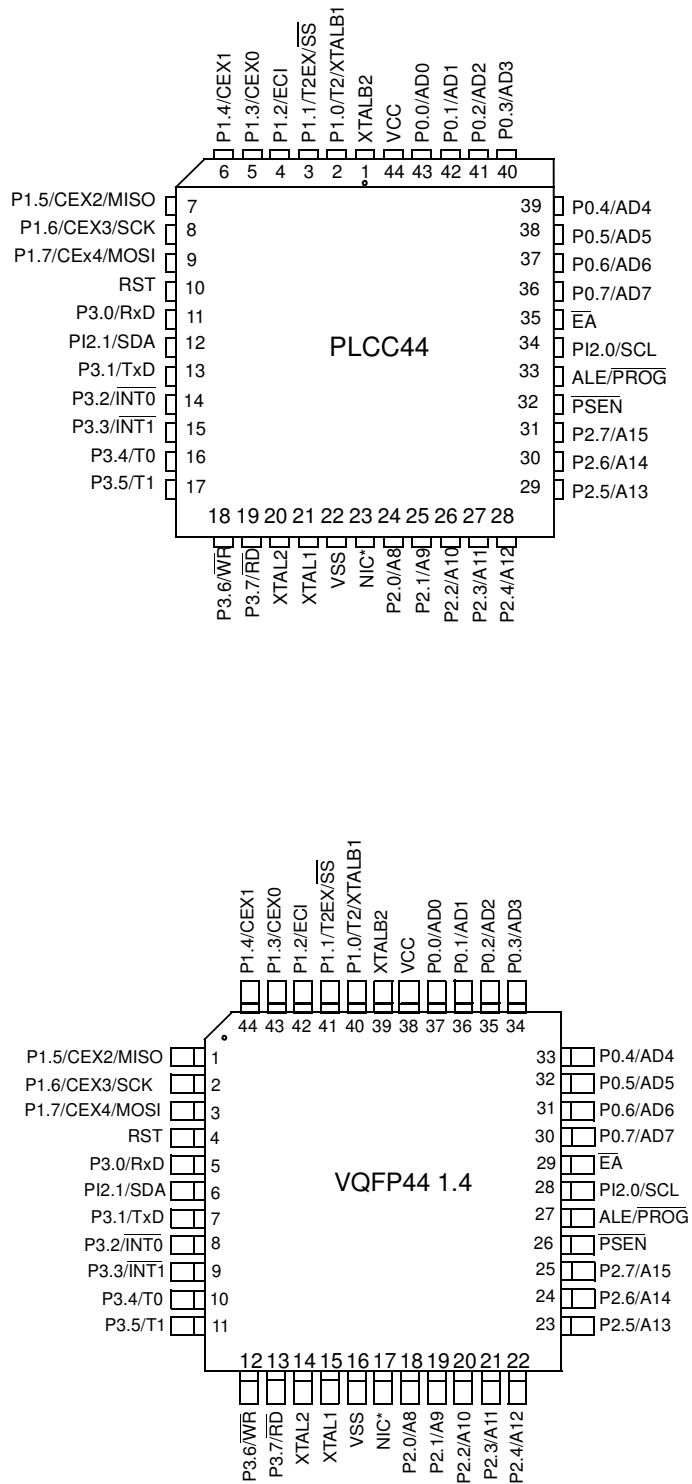 P1.4/CEX1
P1.3/CEX0
P1.2/ECI
P1.1/T2EX/S̅S̅
P1.0/T2/XTALB1
XTALB2
VCC
P0.0/AD0
P0.1/AD1
P0.2/AD2
P0.3/AD3
6 5 4 3 2 1 44 43 42 41 40
P1.5/CEX2/MISO 7
P1.6/CEX3/SCK 8
P1.7/CEx4/MOSI 9
RST 10
P3.0/RxD 11
PI2.1/SDA 12
P3.1/TxD 13
P3.2/I̅N̅T̅0̅ 14
P3.3/I̅N̅T̅1̅ 15
P3.4/T0 16
P3.5/T1 17
PLCC44
39 P0.4/AD4
38 P0.5/AD5
37 P0.6/AD6
36 P0.7/AD7
35 E̅A̅
34 PI2.0/SCL
33 ALE/P̅R̅O̅G̅
32 P̅S̅E̅N̅
31 P2.7/A15
30 P2.6/A14
29 P2.5/A13
18 19 20 21 22 23 24 25 26 27 28
P3.6/W̅R̅
P3.7/R̅D̅
XTAL2
XTAL1
VSS
NIC*
P2.0/A8
P2.1/A9
P2.2/A10
P2.3/A11
P2.4/A12
P1.4/CEX1
P1.3/CEX0
P1.2/ECI
P1.1/T2EX/S̅S̅
P1.0/T2/XTALB1
XTALB2
VCC
P0.0/AD0
P0.1/AD1
P0.2/AD2
P0.3/AD3
44 43 42 41 40 39 38 37 36 35 34
P1.5/CEX2/MISO 1
P1.6/CEX3/SCK 2
P1.7/CEX4/MOSI 3
RST 4
P3.0/RxD 5
PI2.1/SDA 6
P3.1/TxD 7
P3.2/I̅N̅T̅0̅ 8
P3.3/I̅N̅T̅1̅ 9
P3.4/T0 10
P3.5/T1 11
VQFP44 1.4
33 P0.4/AD4
32 P0.5/AD5
31 P0.6/AD6
30 P0.7/AD7
29 E̅A̅
28 PI2.0/SCL
27 ALE/P̅R̅O̅G̅
26 P̅S̅E̅N̅
25 P2.7/A15
24 P2.6/A14
23 P2.5/A13
12 13 14 15 16 17 18 19 20 21 22
P3.6/W̅R̅
P3.7/R̅D̅
XTAL2
XTAL1
VSS
NIC*
P2.0/A8
P2.1/A9
P2.2/A10
P2.3/A11
P2.4/A12